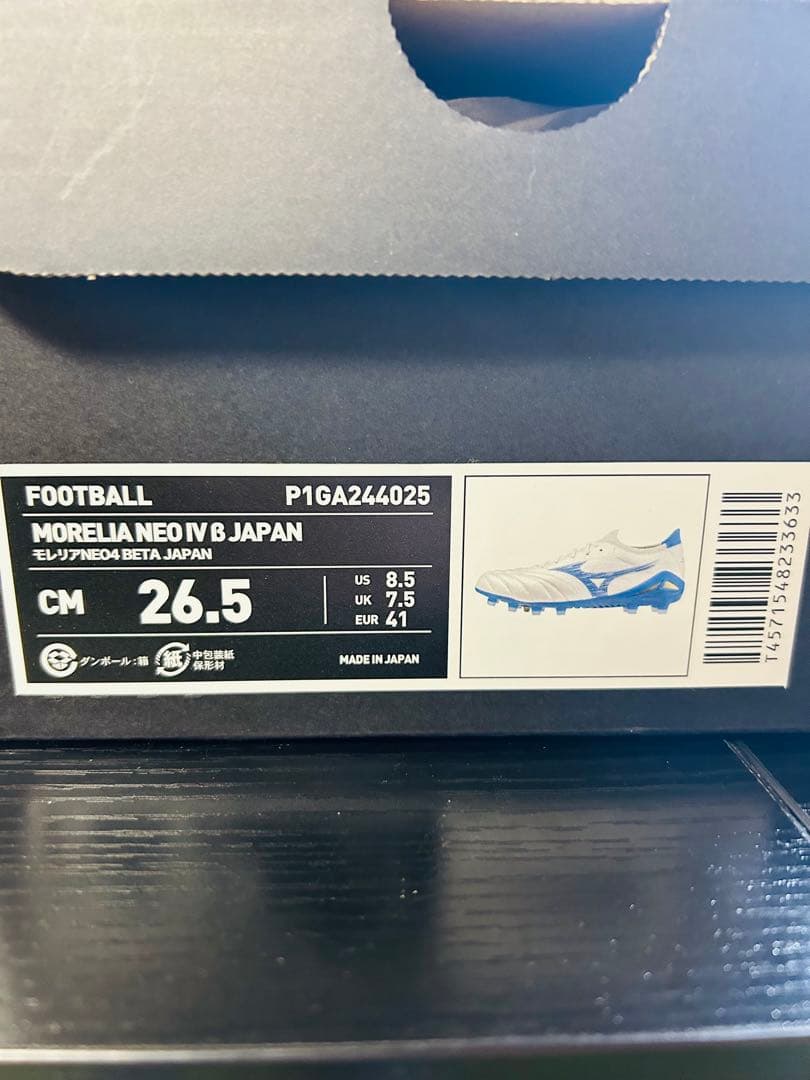 FOOTBALL P1GA244025
MORELIA NEO IV β JAPAN
モレリアNEO4 BETA JAPAN
CM 26.5
US 8.5
UK 7.5
EUR 41
ダンボール:箱
紙 中包装紙
保形材
MADE IN JAPAN
T4571548233633